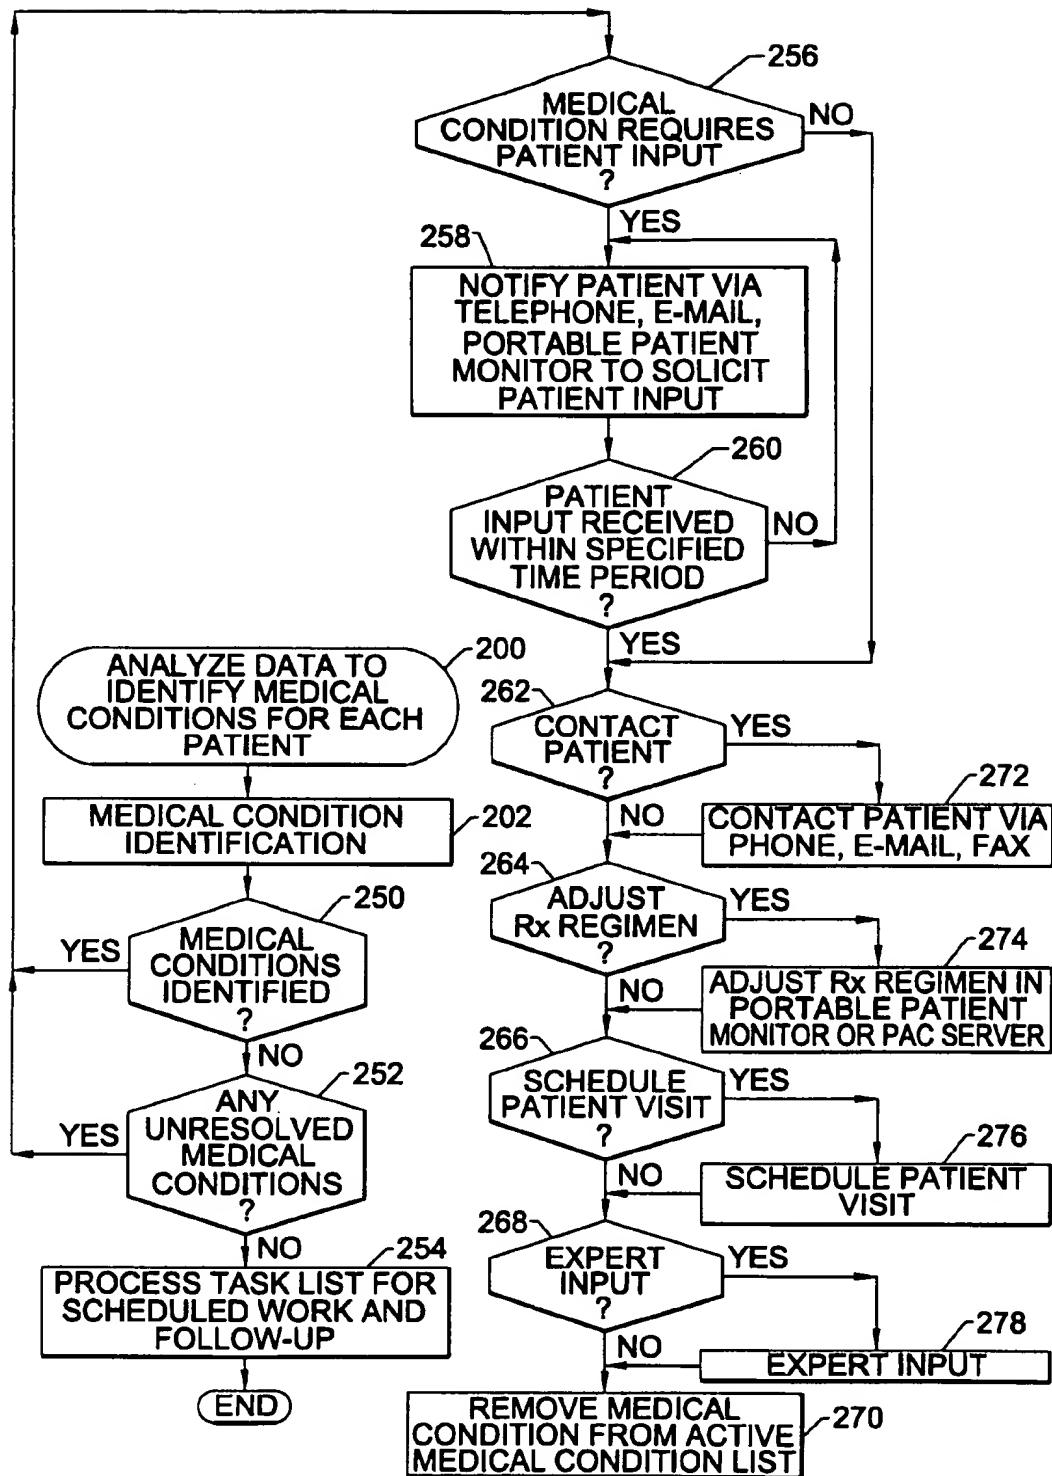 256
MEDICAL
CONDITION REQUIRES
PATIENT INPUT
?
NO
YES
258
NOTIFY PATIENT VIA
TELEPHONE, E-MAIL,
PORTABLE PATIENT
MONITOR TO SOLICIT
PATIENT INPUT
260
PATIENT
INPUT RECEIVED
WITHIN SPECIFIED
TIME PERIOD
?
NO
YES
200
ANALYZE DATA TO
IDENTIFY MEDICAL
CONDITIONS FOR EACH
PATIENT
202
MEDICAL CONDITION
IDENTIFICATION
250
MEDICAL
CONDITIONS
IDENTIFIED
?
YES
NO
252
ANY
UNRESOLVED
MEDICAL
CONDITIONS
?
YES
NO
254
PROCESS TASK LIST FOR
SCHEDULED WORK AND
FOLLOW-UP
END
262
CONTACT
PATIENT
?
YES
NO
272
CONTACT PATIENT VIA
PHONE, E-MAIL, FAX
264
ADJUST
Rx REGIMEN
?
YES
NO
274
ADJUST Rx REGIMEN IN
PORTABLE PATIENT
MONITOR OR PAC SERVER
266
SCHEDULE
PATIENT VISIT
?
YES
NO
276
SCHEDULE PATIENT
VISIT
268
EXPERT
INPUT
?
YES
NO
278
EXPERT INPUT
REMOVE MEDICAL
CONDITION FROM ACTIVE
MEDICAL CONDITION LIST
270